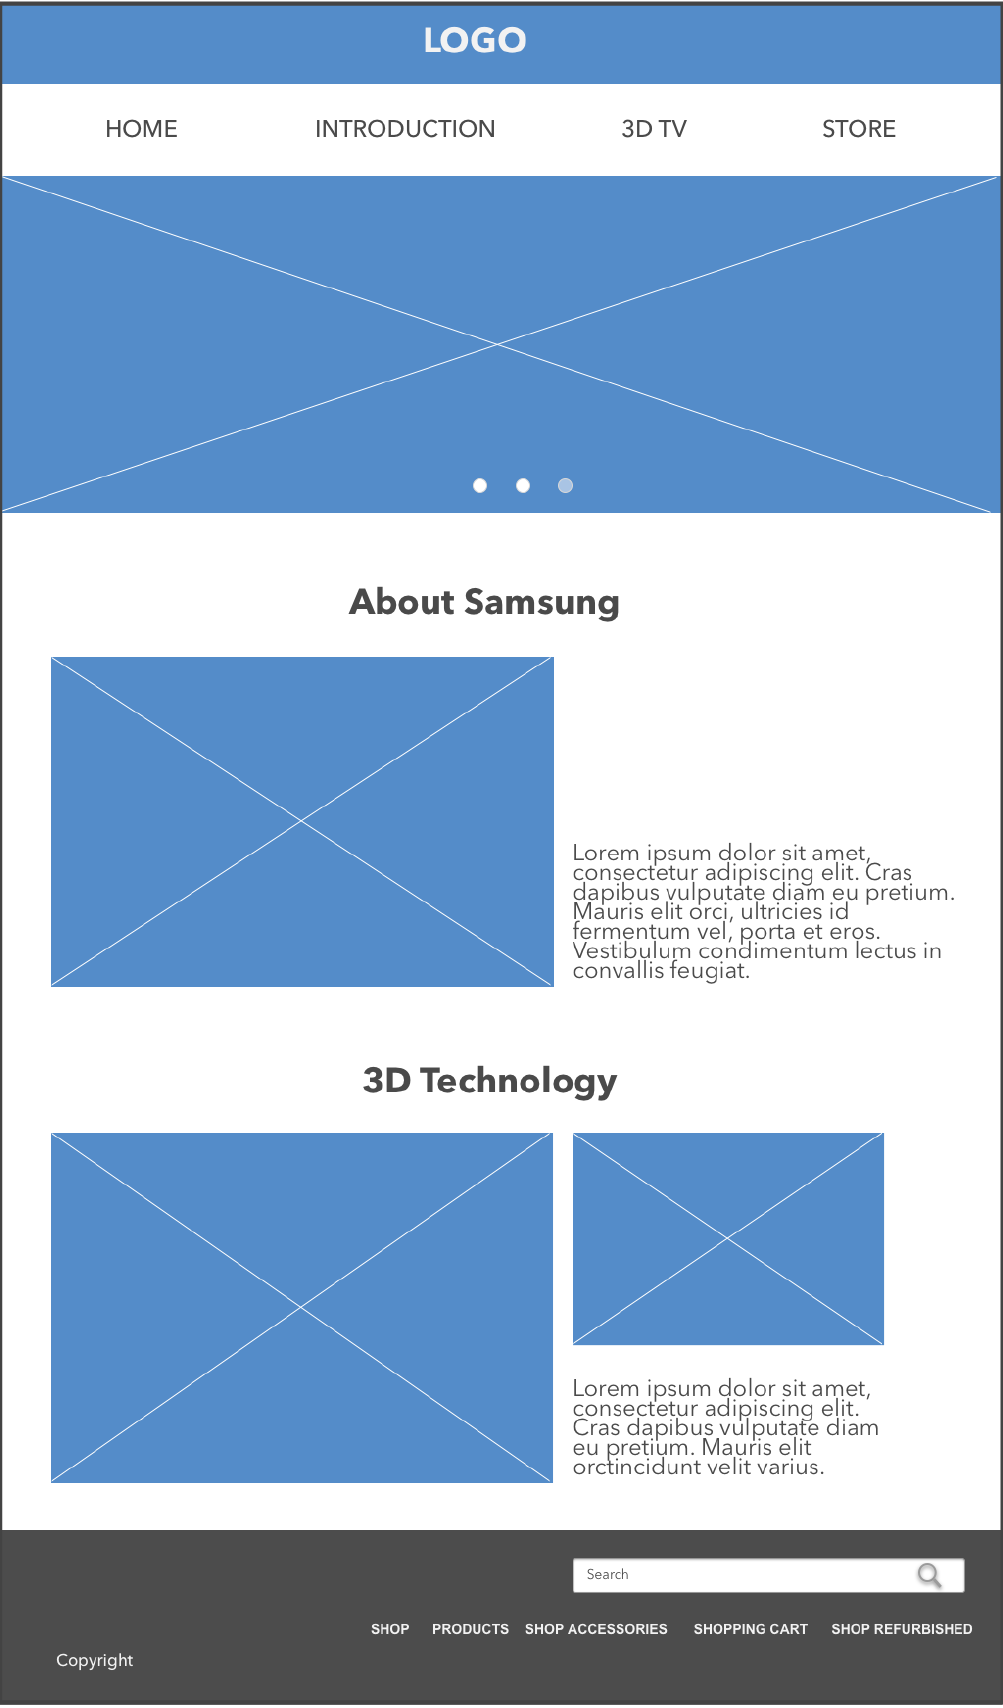 LOGO
HOME INTRODUCTION 3D TV STORE
About Samsung
Lorem ipsum dolor sit amet,
consectetur adipiscing elit. Cras
dapibus vulputate diam eu pretium.
Mauris elit orci, ultricies id
fermentum vel, porta et eros.
Vestibulum condimentum lectus in
convallis feugiat.
3D Technology
Lorem ipsum dolor sit amet,
consectetur adipiscing elit.
Cras dapibus vulputate diam
eu pretium. Mauris elit
orctincidunt velit varius.
Search
SHOP PRODUCTS SHOP ACCESSORIES SHOPPING CART SHOP REFURBISHED
Copyright